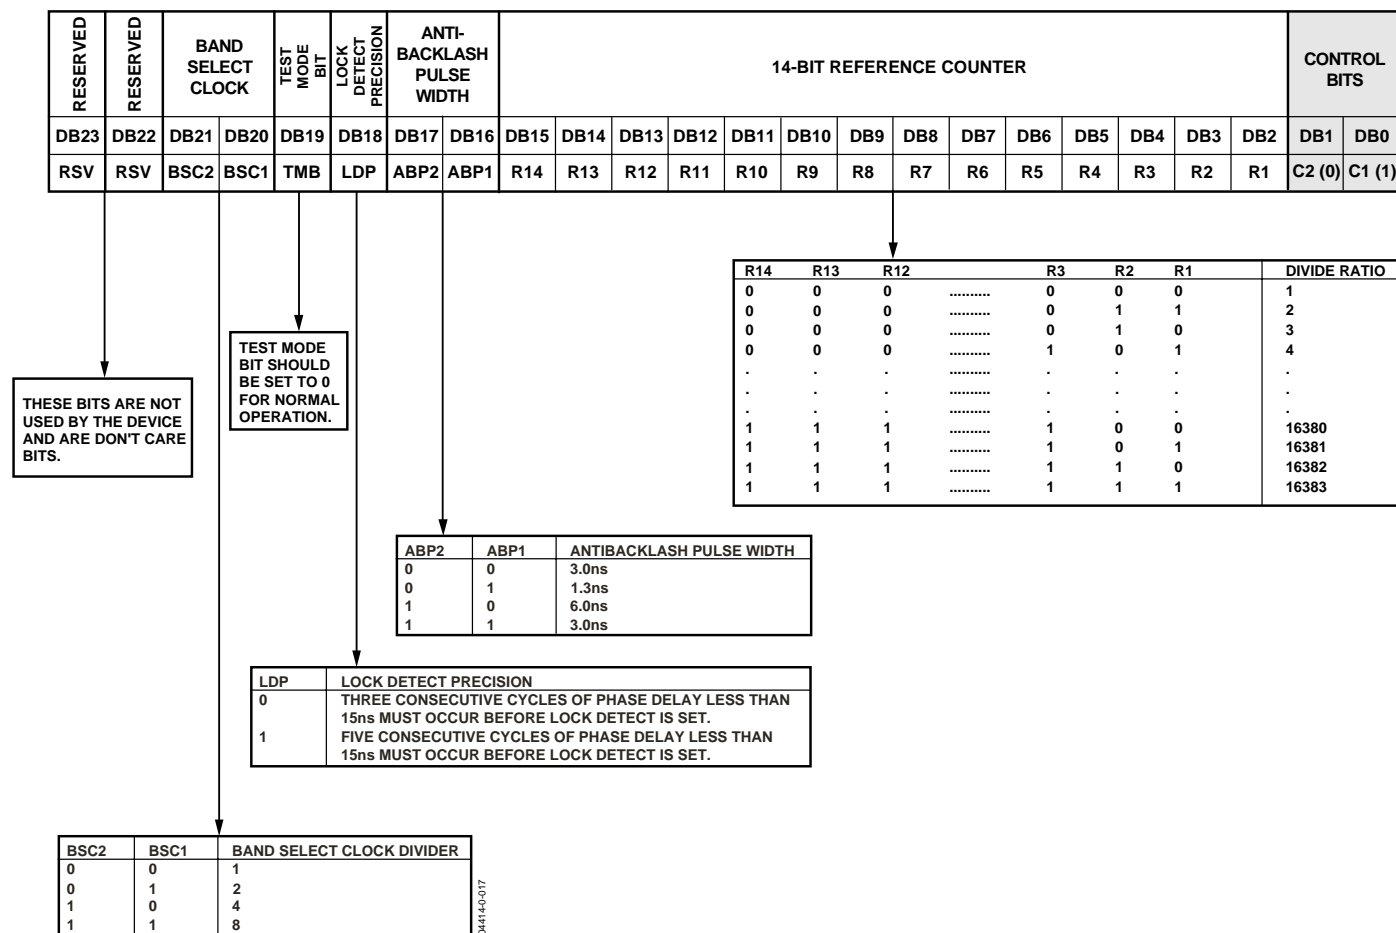 RESERVED
RESERVED
BAND
SELECT
CLOCK
TEST
MODE
BIT
LOCK
DETECT
PRECISION
ANTI-
BACKLASH
PULSE
WIDTH
14-BIT REFERENCE COUNTER
CONTROL
BITS
DB23 DB22 DB21 DB20 DB19 DB18 DB17 DB16 DB15 DB14 DB13 DB12 DB11 DB10 DB9 DB8 DB7 DB6 DB5 DB4 DB3 DB2 DB1 DB0
RSV RSV BSC2 BSC1 TMB LDP ABP2 ABP1 R14 R13 R12 R11 R10 R9 R8 R7 R6 R5 R4 R3 R2 R1 C2 (0) C1 (1)
R14 R13 R12 R3 R2 R1 DIVIDE RATIO
0 0 0 .......... 0 0 0 1
0 0 0 .......... 0 1 1 2
0 0 0 .......... 0 1 0 3
0 0 0 .......... 1 0 1 4
. . . .......... . . . .
. . . .......... . . . .
. . . .......... . . . .
1 1 1 .......... 1 0 0 16380
1 1 1 .......... 1 0 1 16381
1 1 1 .......... 1 1 0 16382
1 1 1 .......... 1 1 1 16383
TEST MODE
BIT SHOULD
BE SET TO 0
FOR NORMAL
OPERATION.
THESE BITS ARE NOT
USED BY THE DEVICE
AND ARE DON'T CARE
BITS.
ABP2 ABP1 ANTIBACKLASH PULSE WIDTH
0 0 3.0ns
0 1 1.3ns
1 0 6.0ns
1 1 3.0ns
LDP LOCK DETECT PRECISION
0 THREE CONSECUTIVE CYCLES OF PHASE DELAY LESS THAN
15ns MUST OCCUR BEFORE LOCK DETECT IS SET.
1 FIVE CONSECUTIVE CYCLES OF PHASE DELAY LESS THAN
15ns MUST OCCUR BEFORE LOCK DETECT IS SET.
BSC2 BSC1 BAND SELECT CLOCK DIVIDER
0 0 1
0 1 2
1 0 4
1 1 8
04414-0-017